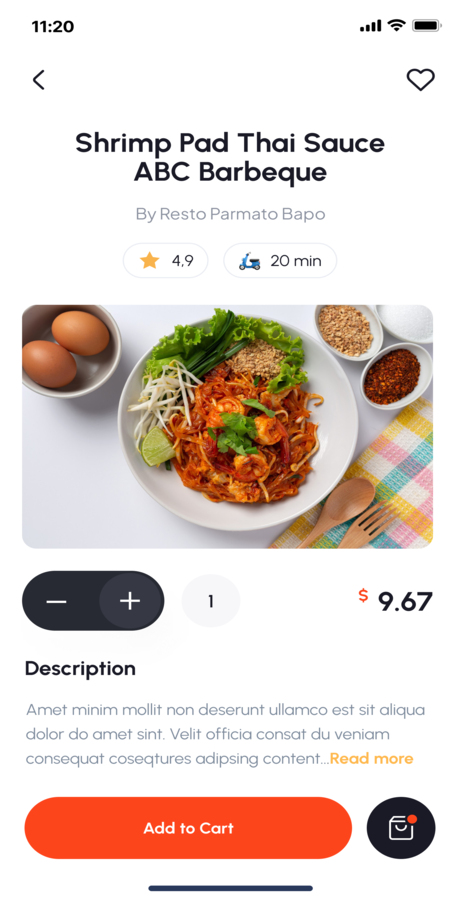 11:20
Shrimp Pad Thai Sauce
ABC Barbeque
By Resto Parmato Bapo
4,9
20 min
1
$ 9.67
Description
Amet minim mollit non deserunt ullamco est sit aliqua
dolor do amet sint. Velit officia consat du veniam
consequat coseqtures adipsing content...Read more
Add to Cart